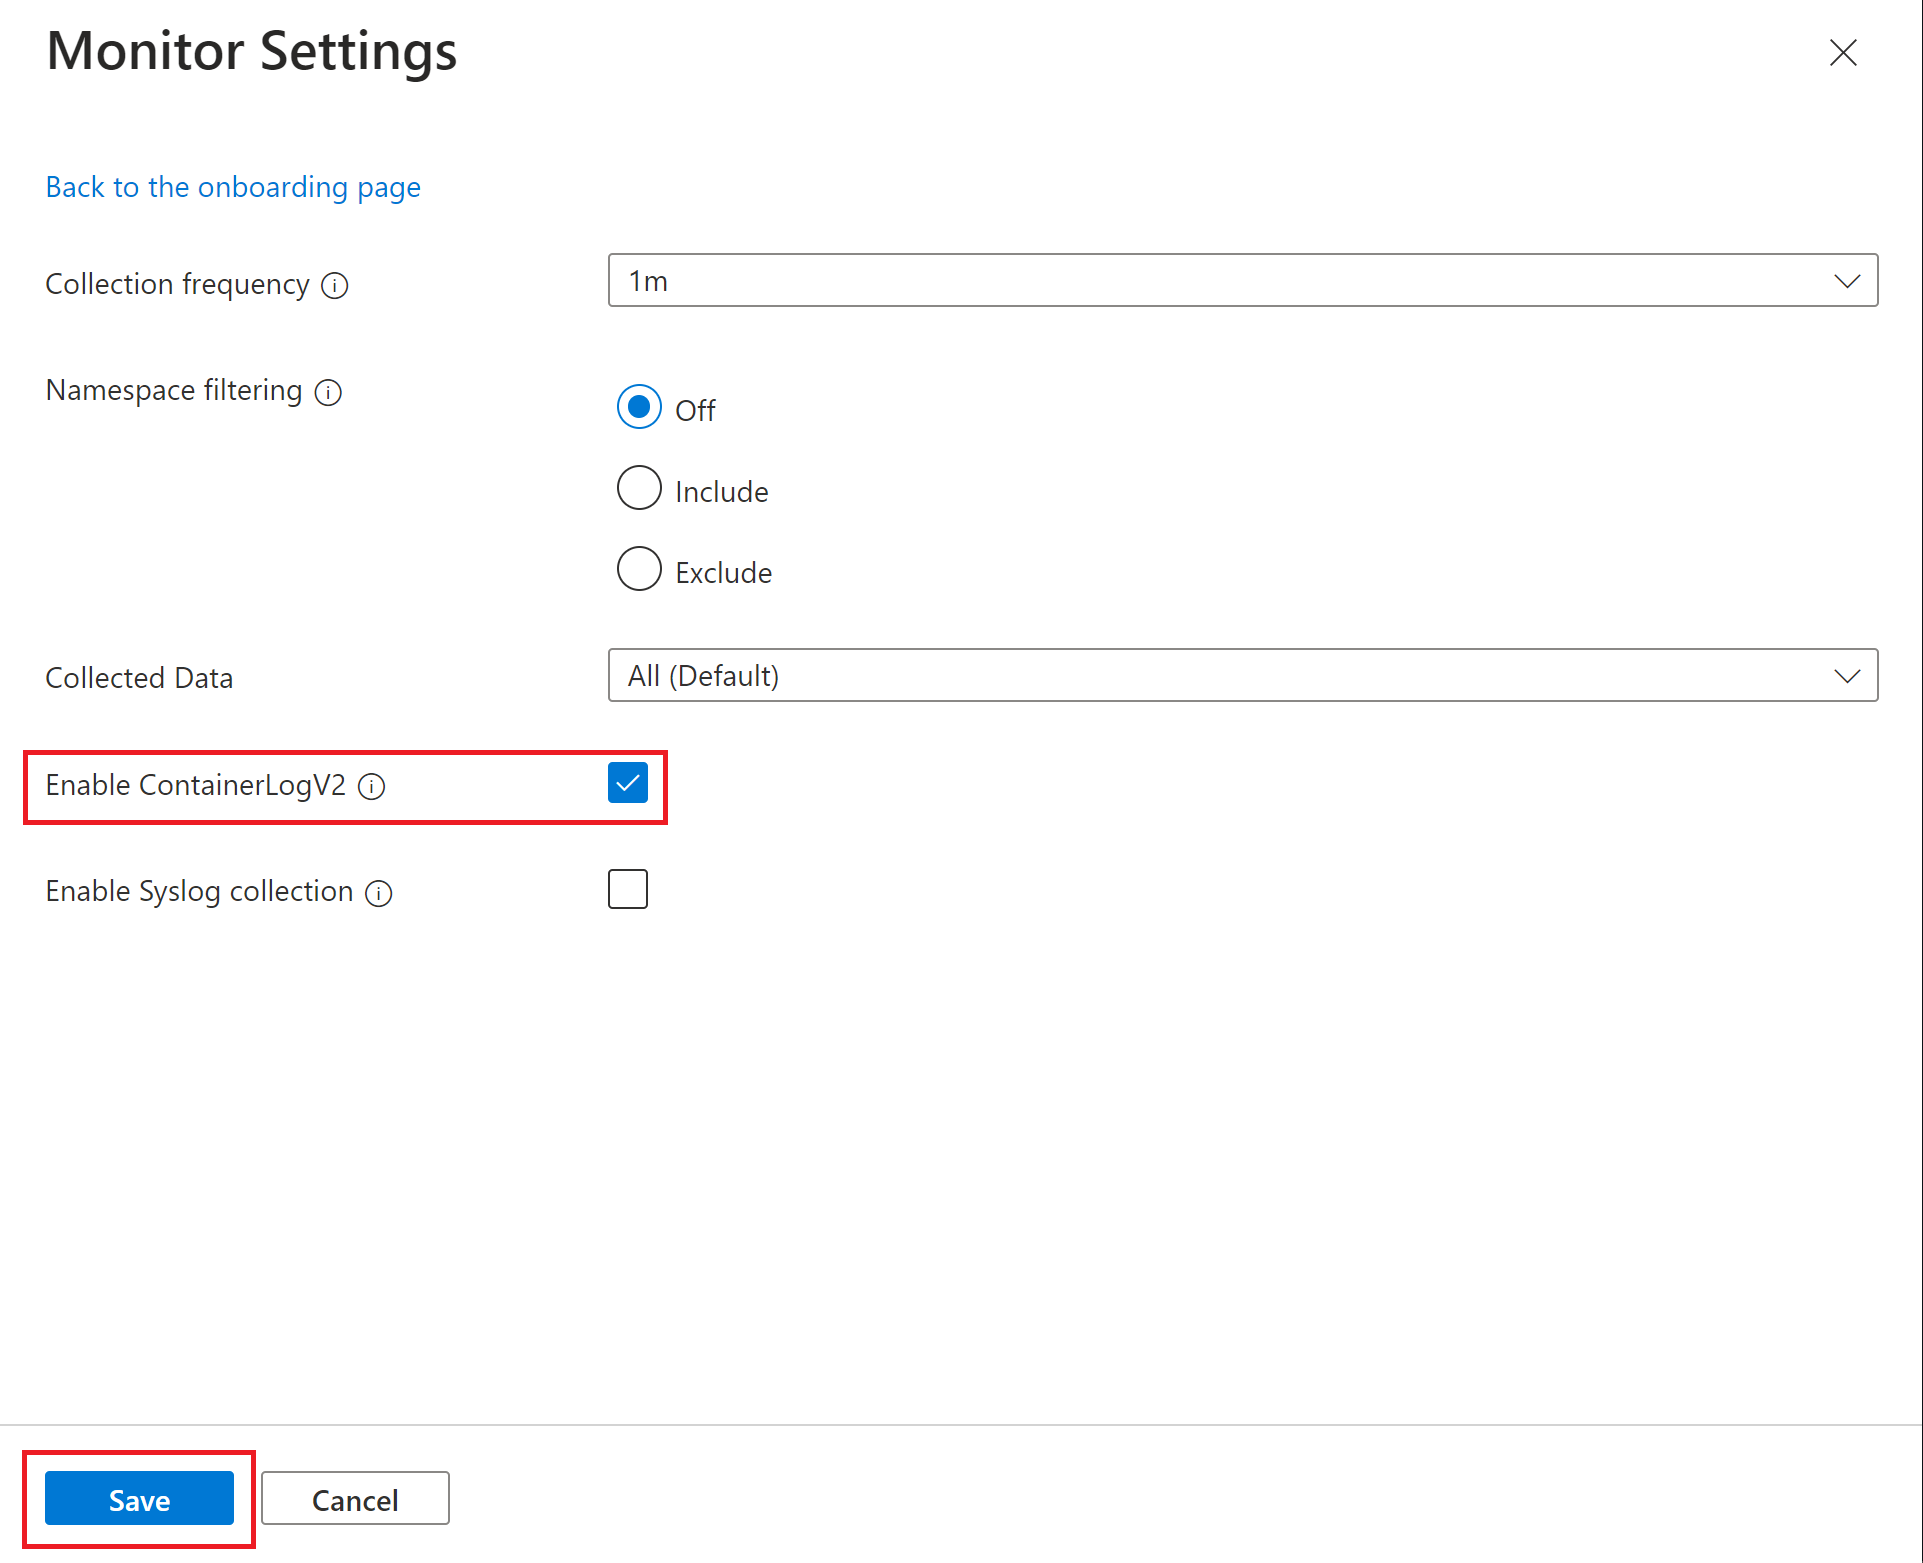 Monitor Settings
Back to the onboarding page
Collection frequency
1m
Namespace filtering
Off
Include
Exclude
Collected Data
All (Default)
Enable ContainerLogV2
Enable Syslog collection
Save
Cancel